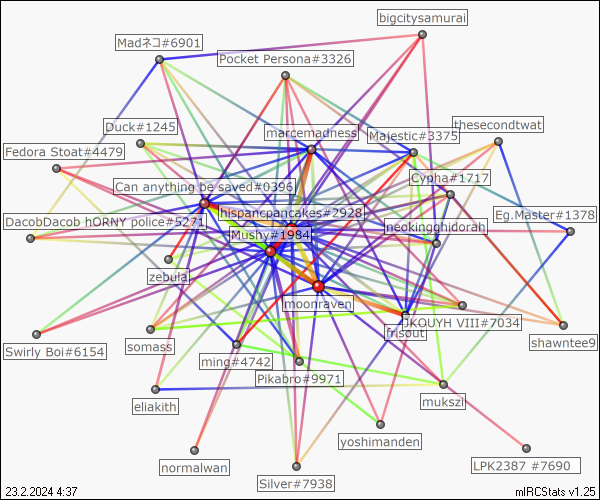 bigcitysamurai
Madネコ#6901
Pocket Persona#3326
Duck#1245
marcemadness
Majestic#3375
thesecondtwat
Fedora Stoat#4479
Cypha#1717
Can anything be saved#0396
hispancpancakes#2928
Eg.Master#1378
DacobDacob hORNY police#5271
neokingghidorah
Mushy#1984
zebula
moonraven
JKOUYH VIII#7034
frisout
shawntee9
somass
Swirly Boi#6154
ming#4742
Pikabro#9971
eliakith
mukszi
yoshimanden
normalwan
LPK2387 #7690
Silver#7938
23.2.2024 4:37
mIRCStats v1.25